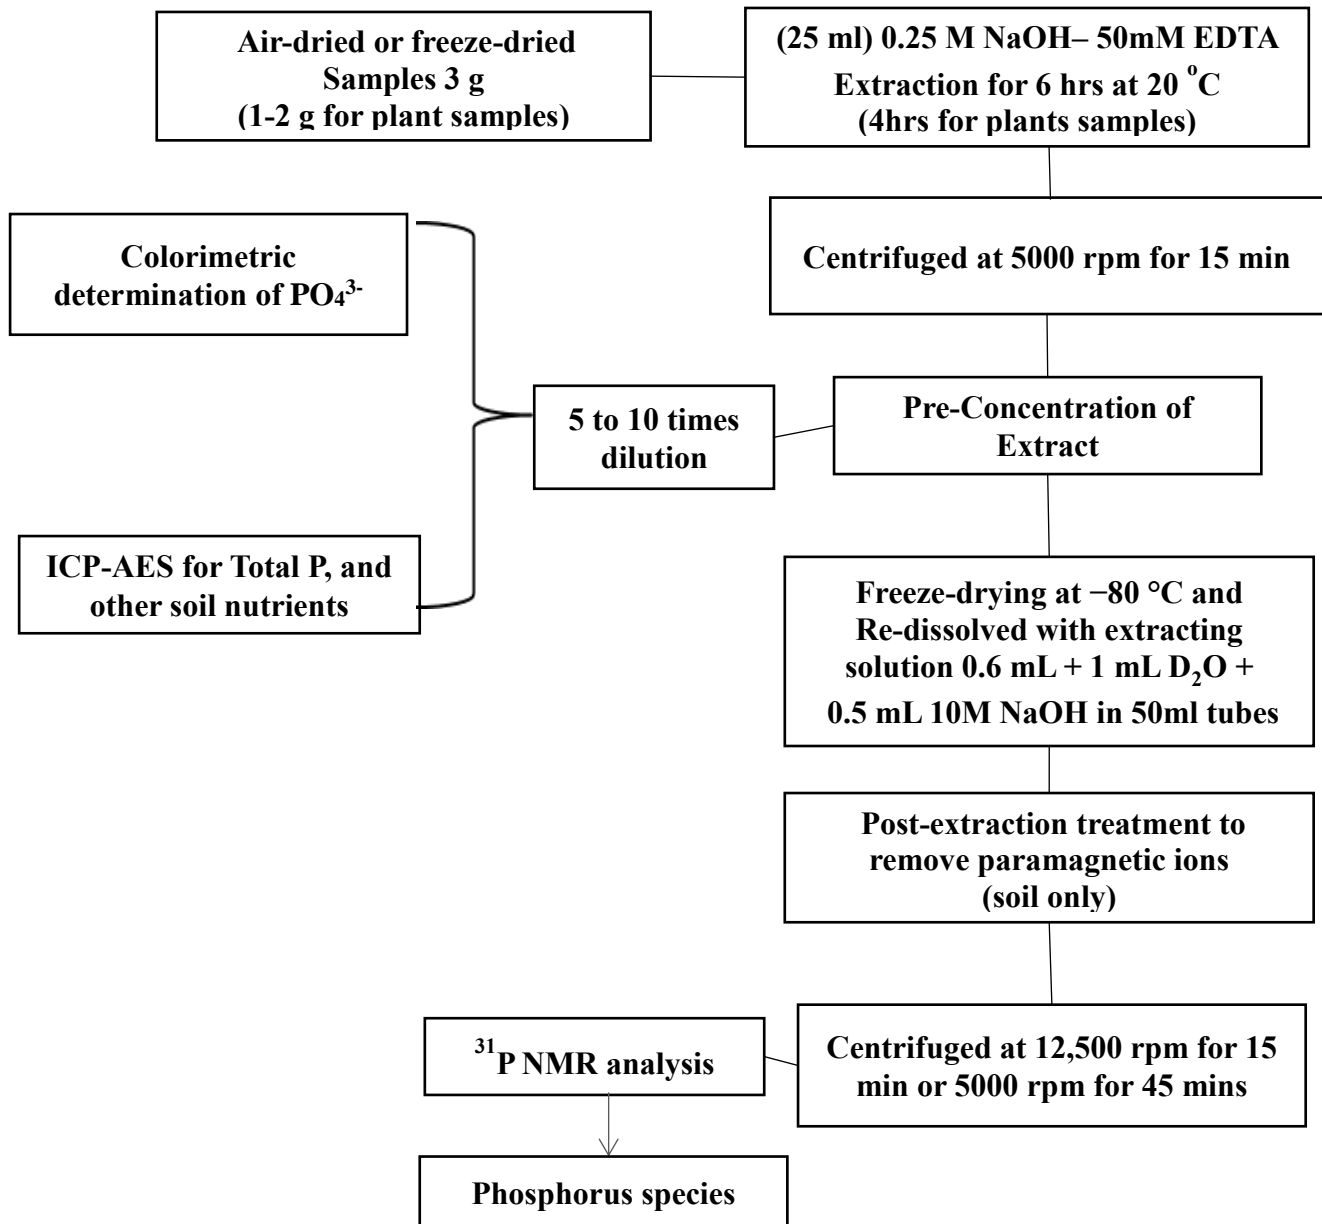 Air-dried or freeze-dried
Samples 3 g
(1-2 g for plant samples)
(25 ml) 0.25 M NaOH– 50mM EDTA
Extraction for 6 hrs at 20 °C
(4hrs for plants samples)
Centrifuged at 5000 rpm for 15 min
Colorimetric
determination of PO₄³⁻
5 to 10 times
dilution
Pre-Concentration of
Extract
ICP-AES for Total P, and
other soil nutrients
Freeze-drying at −80 °C and
Re-dissolved with extracting
solution 0.6 mL + 1 mL D₂O +
0.5 mL 10M NaOH in 50ml tubes
Post-extraction treatment to
remove paramagnetic ions
(soil only)
Centrifuged at 12,500 rpm for 15
min or 5000 rpm for 45 mins
³¹P NMR analysis
Phosphorus species